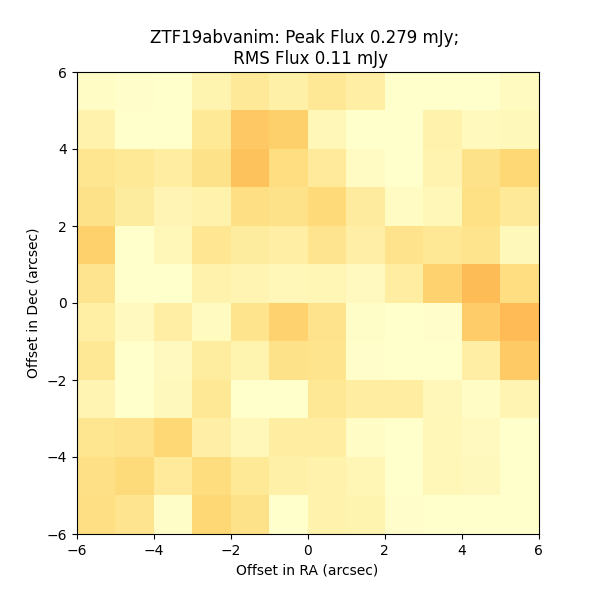 ZTF19abvanim: Peak Flux 0.279 mJy;
RMS Flux 0.11 mJy
6
4
2
0
−2
−4
−6
Offset in Dec (arcsec)
−6 −4 −2 0 2 4 6
Offset in RA (arcsec)